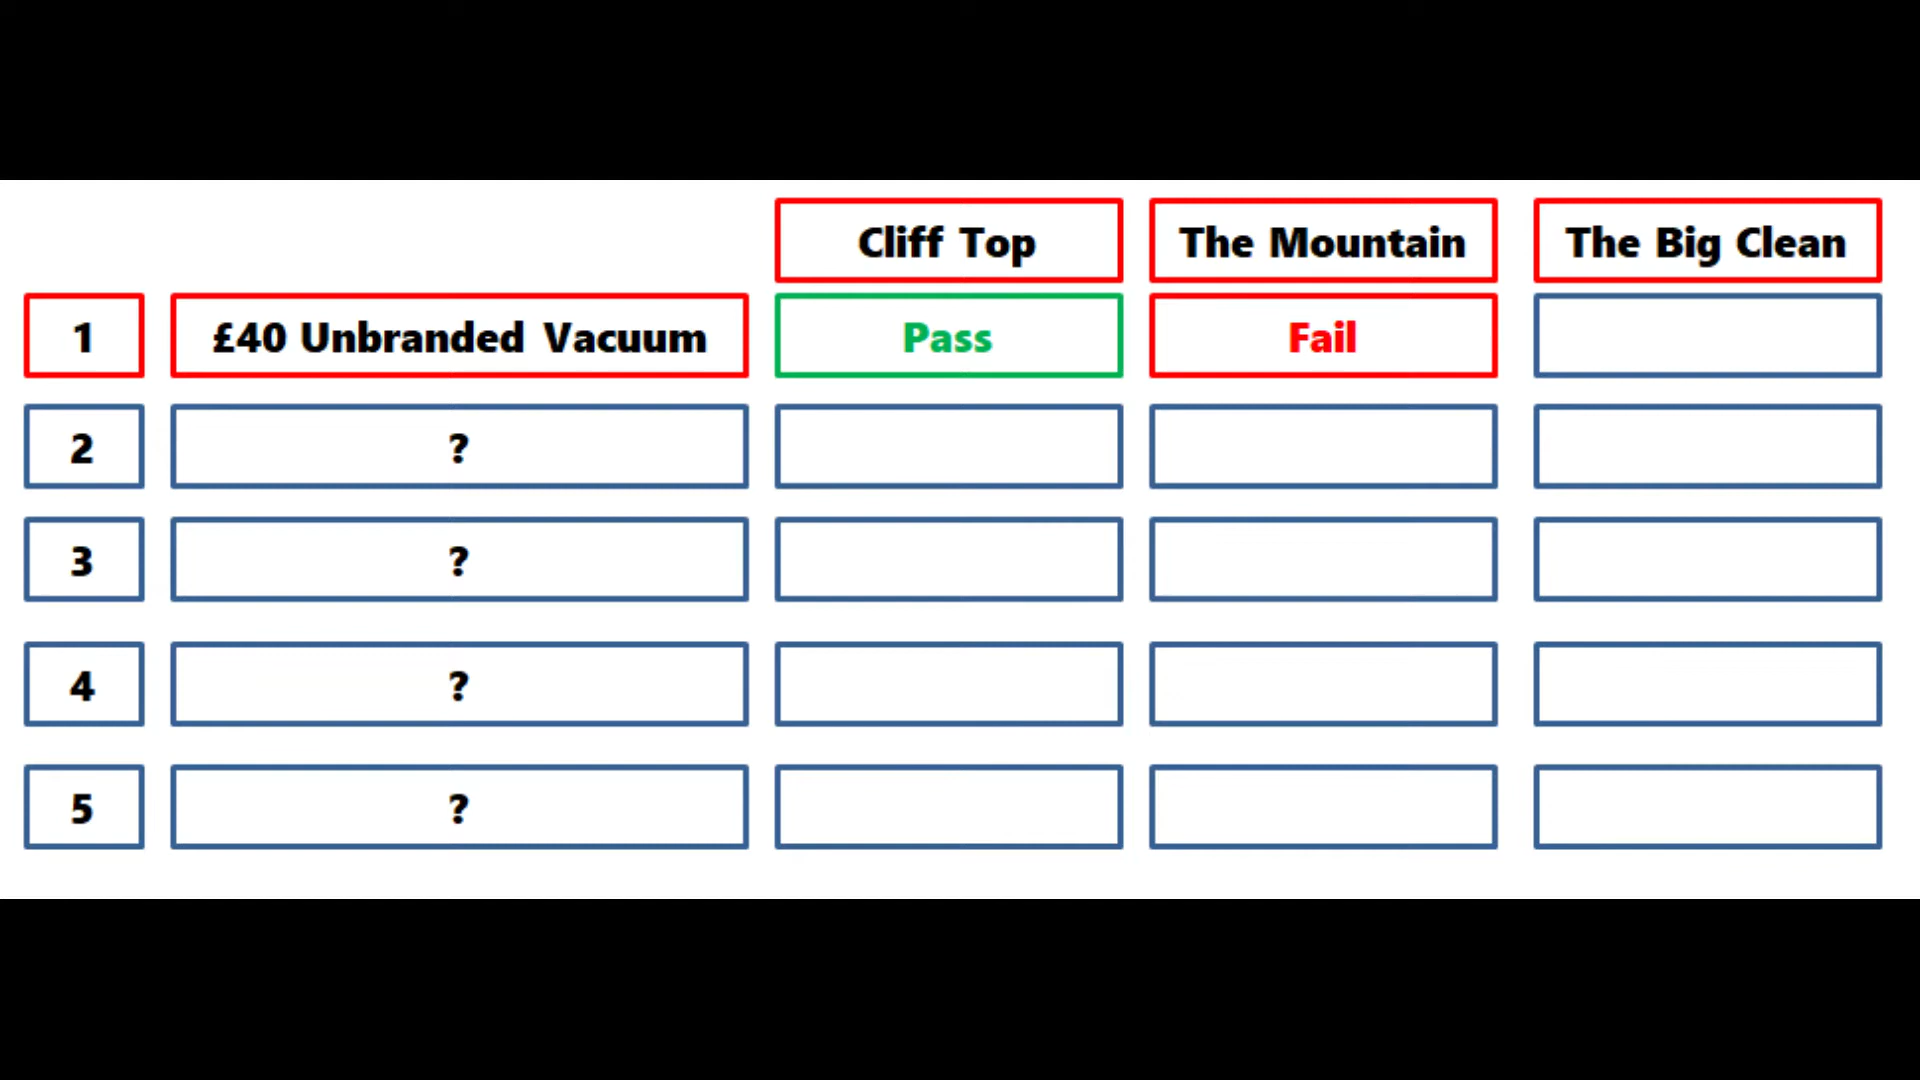 Cliff Top The Mountain The Big Clean
1 £40 Unbranded Vacuum Pass Fail
2 ?
3 ?
4 ?
5 ?